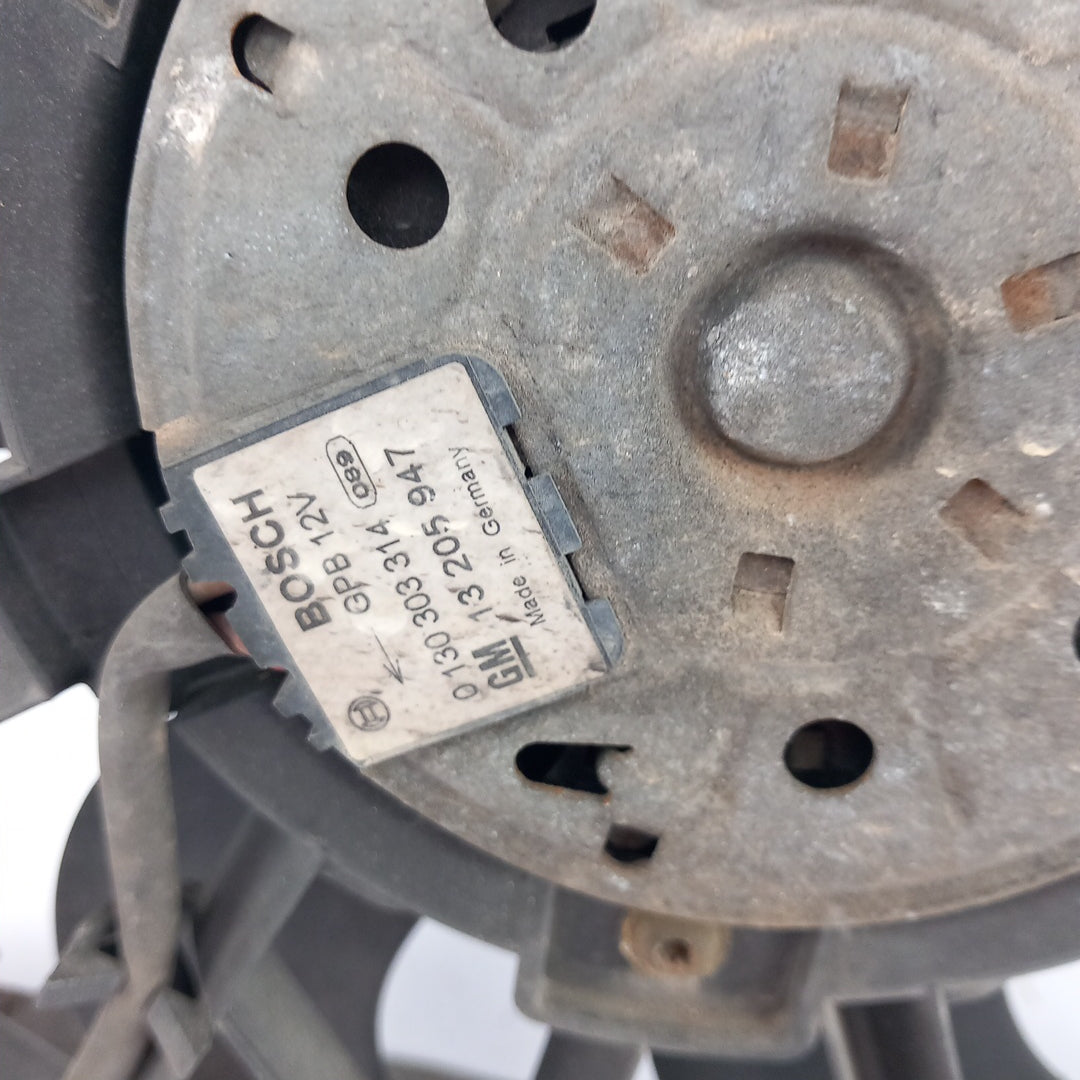 BOSCH
GPB 12V
0 130 303 314 089
GM 13 205 947
Made in Germany